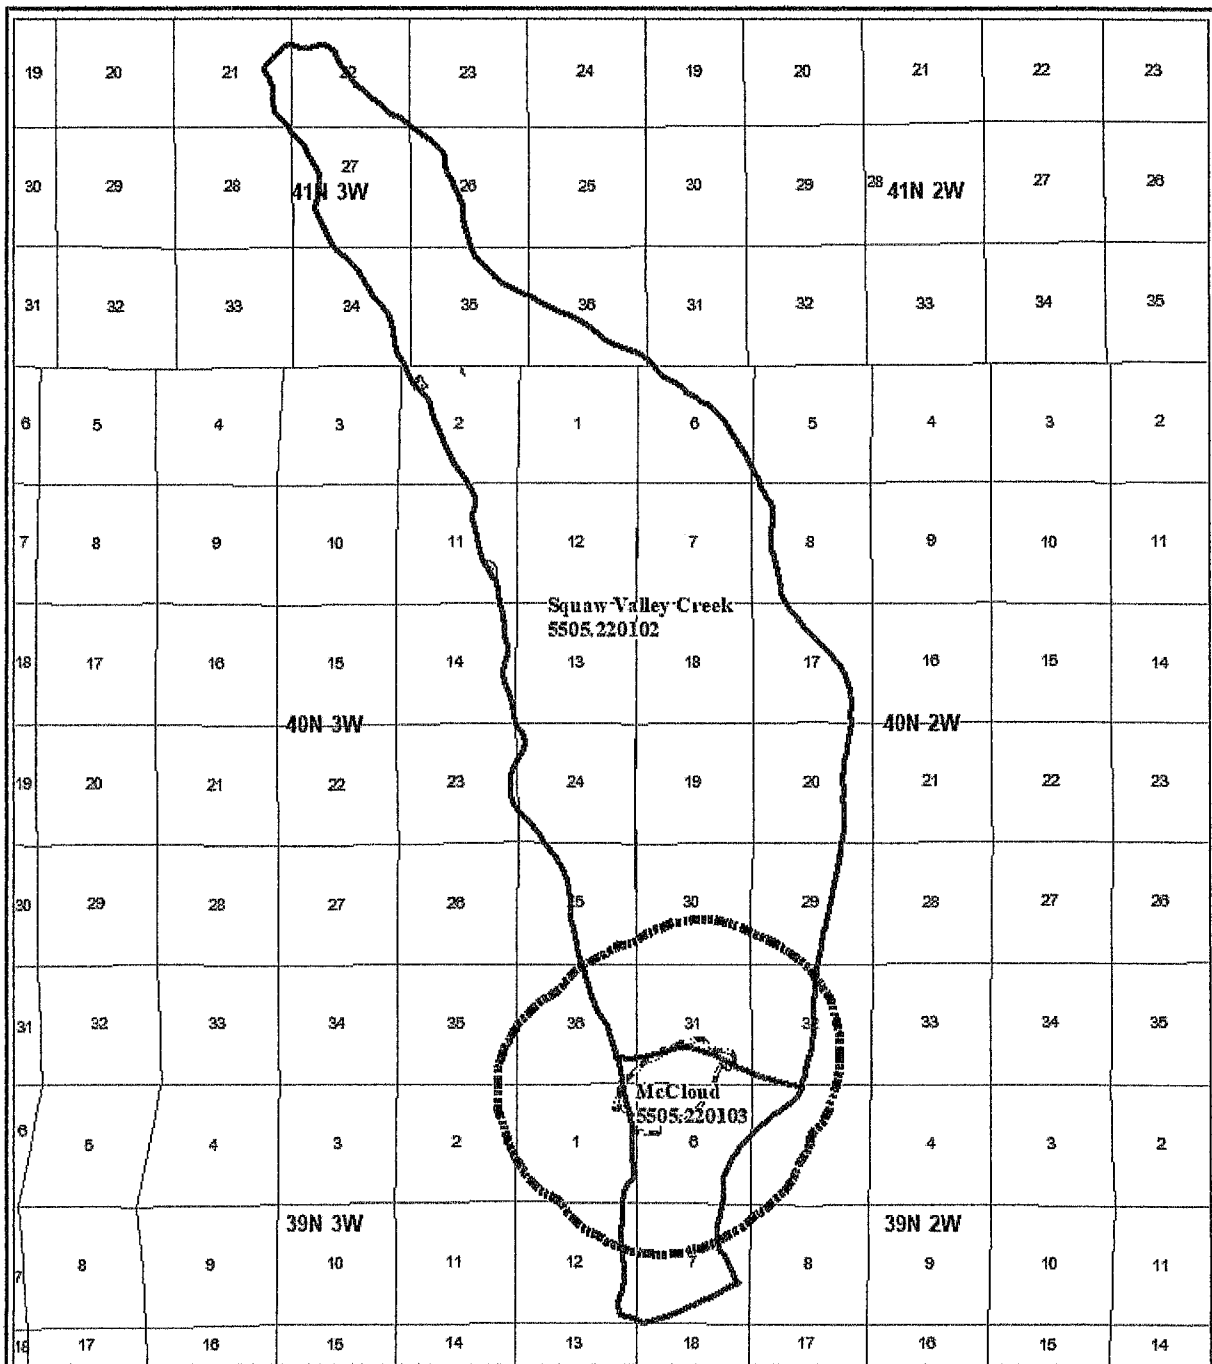 19 20 21 22 23 24 19 20 21 22 23
30 29 28 27 26 25 30 29 28 27 26
41N 3W 41N 2W
31 32 33 34 35 36 31 32 33 34 35
6 5 4 3 2 1 6 5 4 3 2
7 8 9 10 11 12 7 8 9 10 11
Squaw Valley Creek
5505.220102
18 17 16 15 14 13 18 17 16 15 14
40N 3W 40N 2W
19 20 21 22 23 24 19 20 21 22 23
30 29 28 27 26 25 30 29 28 27 26
31 32 33 34 35 36 31 32 33 34 35
McCloud
5505.220103
6 5 4 3 2 1 6 4 3 2
39N 3W 39N 2W
7 8 9 10 11 12 7 8 9 10 11
18 17 16 15 14 13 18 17 16 15 14